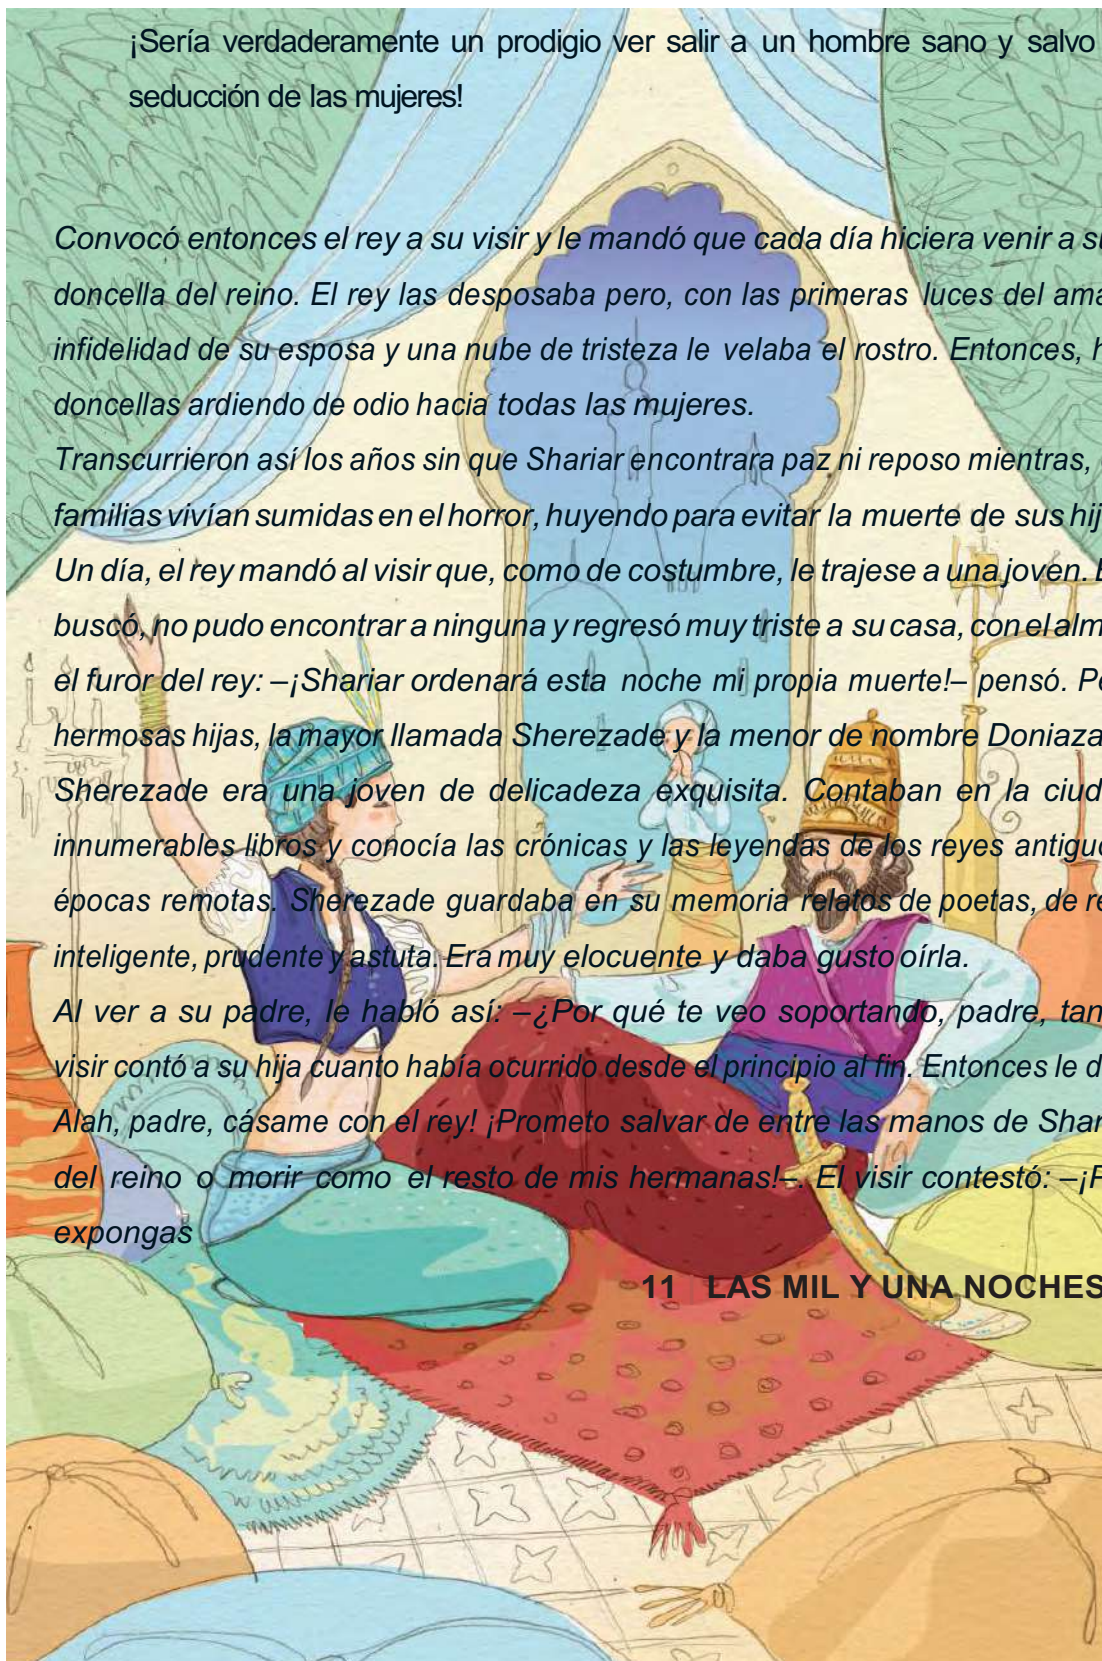 ¡Sería verdaderamente un prodigio ver salir a un hombre sano y salvo
seducción de las mujeres!
Convocó entonces el rey a su visir y le mandó que cada día hiciera venir a
doncella del reino. El rey las desposaba pero, con las primeras luces del
infidelidad de su esposa y una nube de tristeza le velaba el rostro. Entonces,
doncellas ardiendo de odio hacia todas las mujeres.
Transcurrieron así los años sin que Shariar encontrara paz ni reposo mientras,
familias vivían sumidas en el horror, huyendo para evitar la muerte de sus
Un día, el rey mandó al visir que, como de costumbre, le trajese a una joven.
buscó, no pudo encontrar a ninguna y regresó muy triste a su casa, con el
el furor del rey: –¡Shariar ordenará esta noche mi propia muerte!– pensó.
hermosas hijas, la mayor llamada Sherezade y la menor de nombre
Sherezade era una joven de delicadeza exquisita. Contaban en la
innumerables libros y conocía las crónicas y las leyendas de los reyes
épocas remotas. Sherezade guardaba en su memoria relatos de poetas, de
inteligente, prudente y astuta. Era muy elocuente y daba gusto oírla.
Al ver a su padre, le habló así: –¿Por qué te veo soportando, padre,
visir contó a su hija cuanto había ocurrido desde el principio al fin. Entonces le
Alah, padre, cásame con el rey! ¡Prometo salvar de entre las manos de
del reino o morir como el resto de mis hermanas!–. El visir contestó:
expongas
11 LAS MIL Y UNA NOCHES